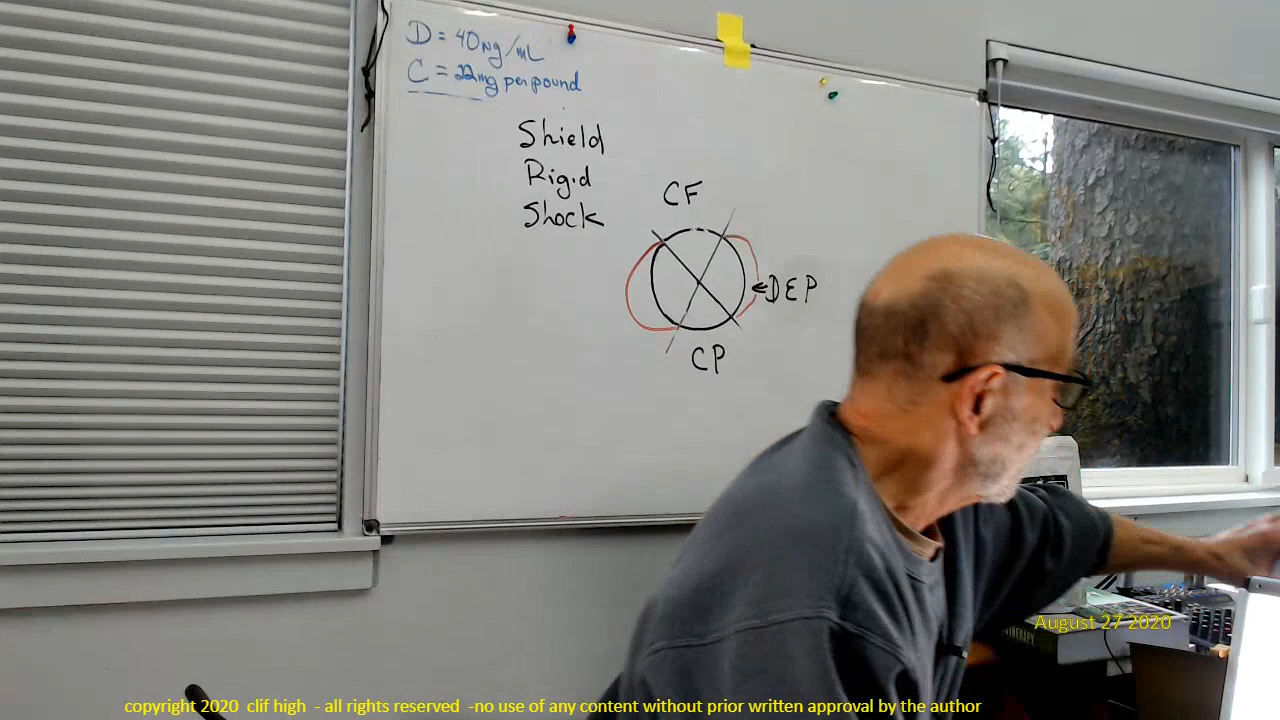 D = 40ng/mL
C = 22mg per pound
Shield
Rigid
Shock
CF
DEP
CP
August 27 2020
copyright 2020 clif high - all rights reserved -no use of any content without prior written approval by the author